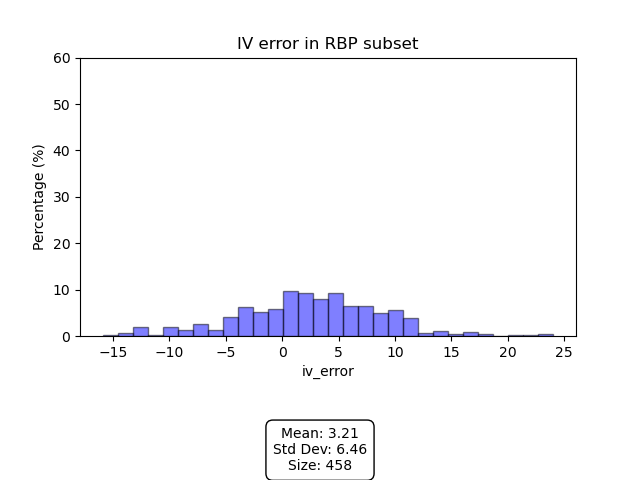 IV error in RBP subset
60
50
40
30
20
10
0
Percentage (%)
−15 −10 −5 0 5 10 15 20 25
iv_error
Mean: 3.21
Std Dev: 6.46
Size: 458